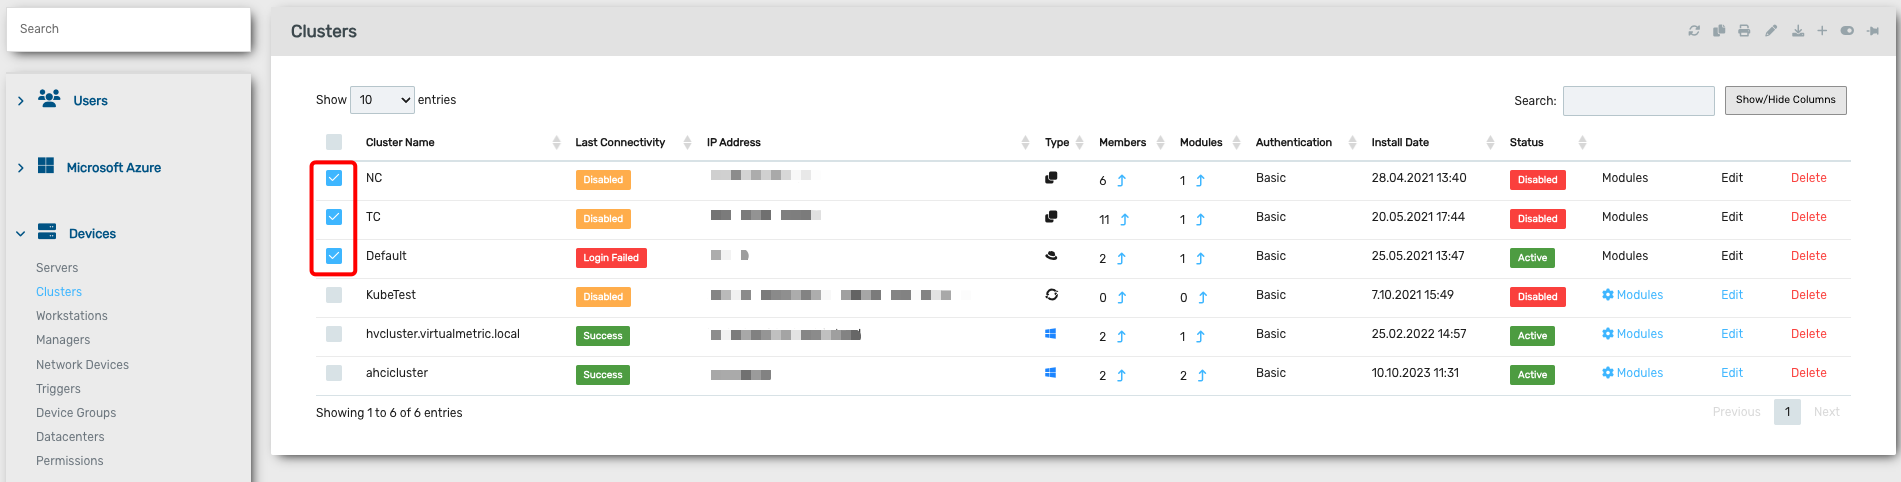 Search
Users
Microsoft Azure
Devices
Servers
Clusters
Workstations
Managers
Network Devices
Triggers
Device Groups
Datacenters
Permissions
Clusters
Show 10 entries
Search: Show/Hide Columns
Cluster Name Last Connectivity IP Address Type Members Modules Authentication Install Date Status
NC Disabled 6 1 Basic 28.04.2021 13:40 Disabled Modules Edit Delete
TC Disabled 11 1 Basic 20.05.2021 17:44 Disabled Modules Edit Delete
Default Login Failed 2 1 Basic 25.05.2021 13:47 Active Modules Edit Delete
KubeTest Disabled 0 0 Basic 7.10.2021 15:49 Disabled Modules Edit Delete
hvcluster.virtualmetric.local Success 2 1 Basic 25.02.2022 14:57 Active Modules Edit Delete
ahcicluster Success 2 2 Basic 10.10.2023 11:31 Active Modules Edit Delete
Showing 1 to 6 of 6 entries
Previous 1 Next